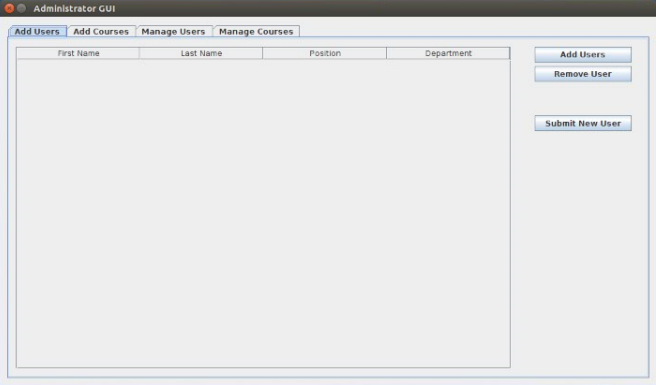 Administrator GUI
Add Users Add Courses Manage Users Manage Courses
First Name Last Name Position Department
Add Users
Remove User
Submit New User